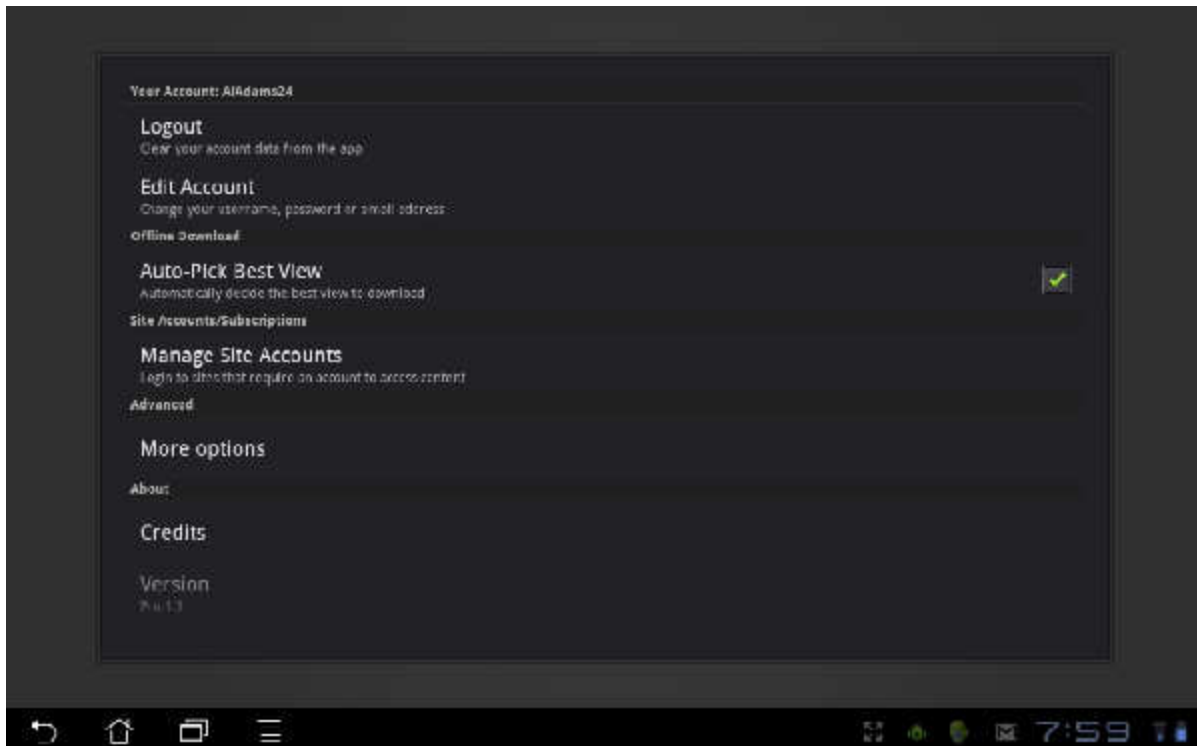 Your Account: AlAdams24
Logout
Clear your account data from the app
Edit Account
Change your username, password or email address
Offline Download
Auto-Pick Best View
Automatically decide the best view to download
Site Accounts/Subscriptions
Manage Site Accounts
Login to sites that require an account to access content
Advanced
More options
About
Credits
Version
7:59